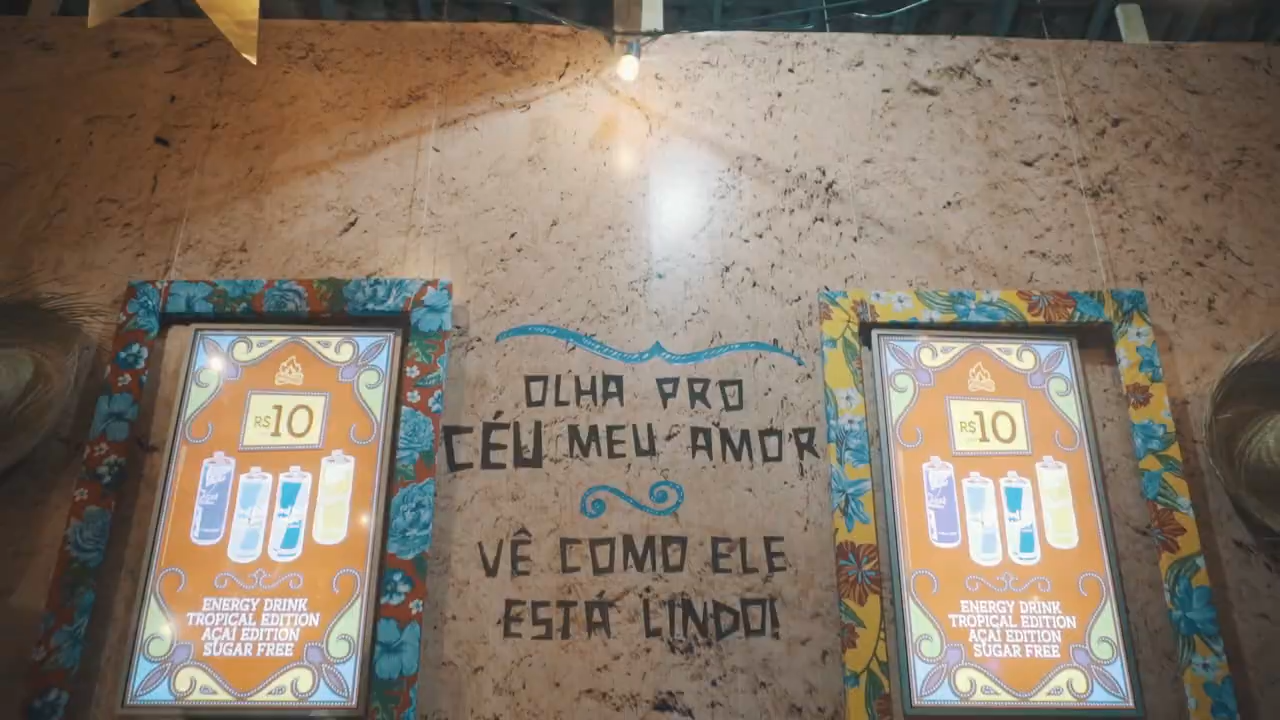 R$10
ENERGY DRINK
TROPICAL EDITION
AÇAÍ EDITION
SUGAR FREE
OLHA PRO
CÉU MEU AMOR
VÊ COMO ELE
ESTÁ LINDO!
R$10
ENERGY DRINK
TROPICAL EDITION
AÇAÍ EDITION
SUGAR FREE